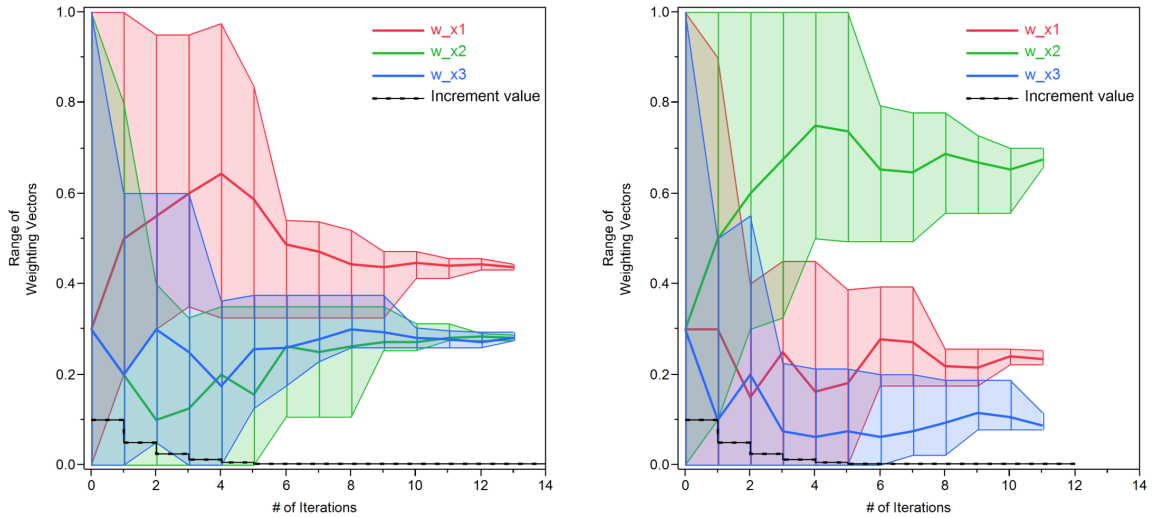 1.0
0.8
0.6
0.4
0.2
0.0
Range of
Weighting Vectors
w_x1
w_x2
w_x3
Increment value
0 2 4 6 8 10 12 14
# of Iterations
1.0
0.8
0.6
0.4
0.2
0.0
Range of
Weighting Vectors
w_x1
w_x2
w_x3
Increment value
0 2 4 6 8 10 12 14
# of Iterations